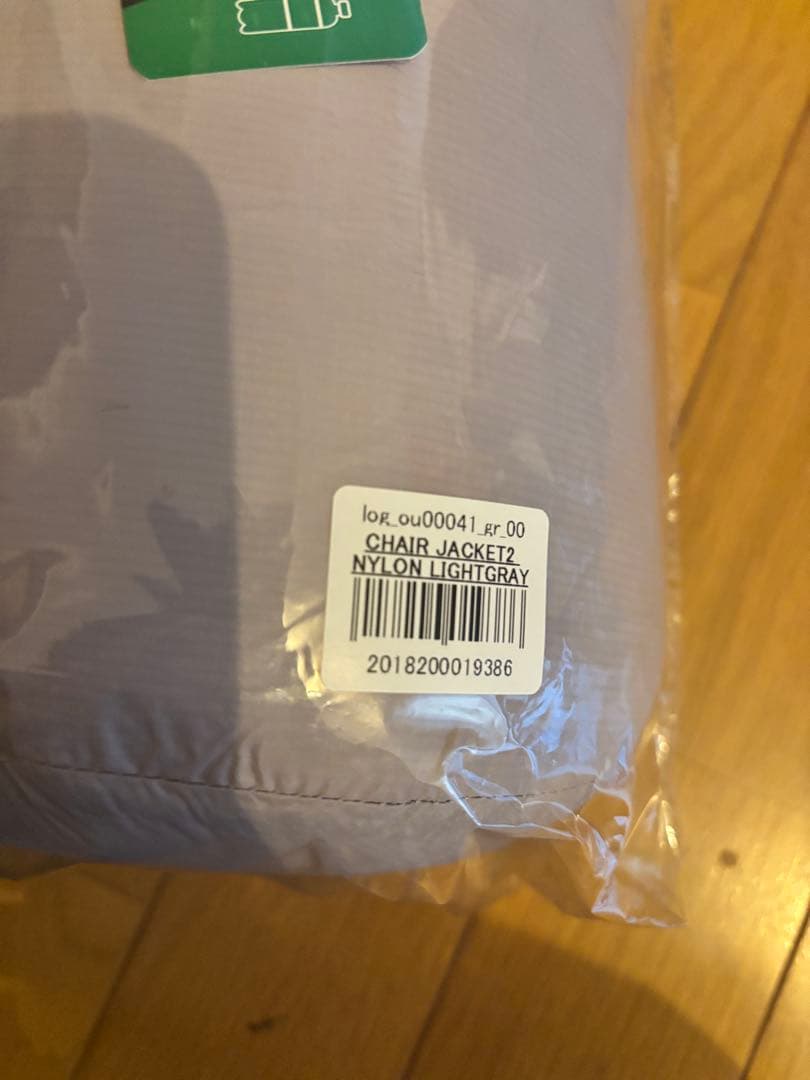 log_ou00041_gr_00
CHAIR JACKET2
NYLON LIGHTGRAY
2018200019386